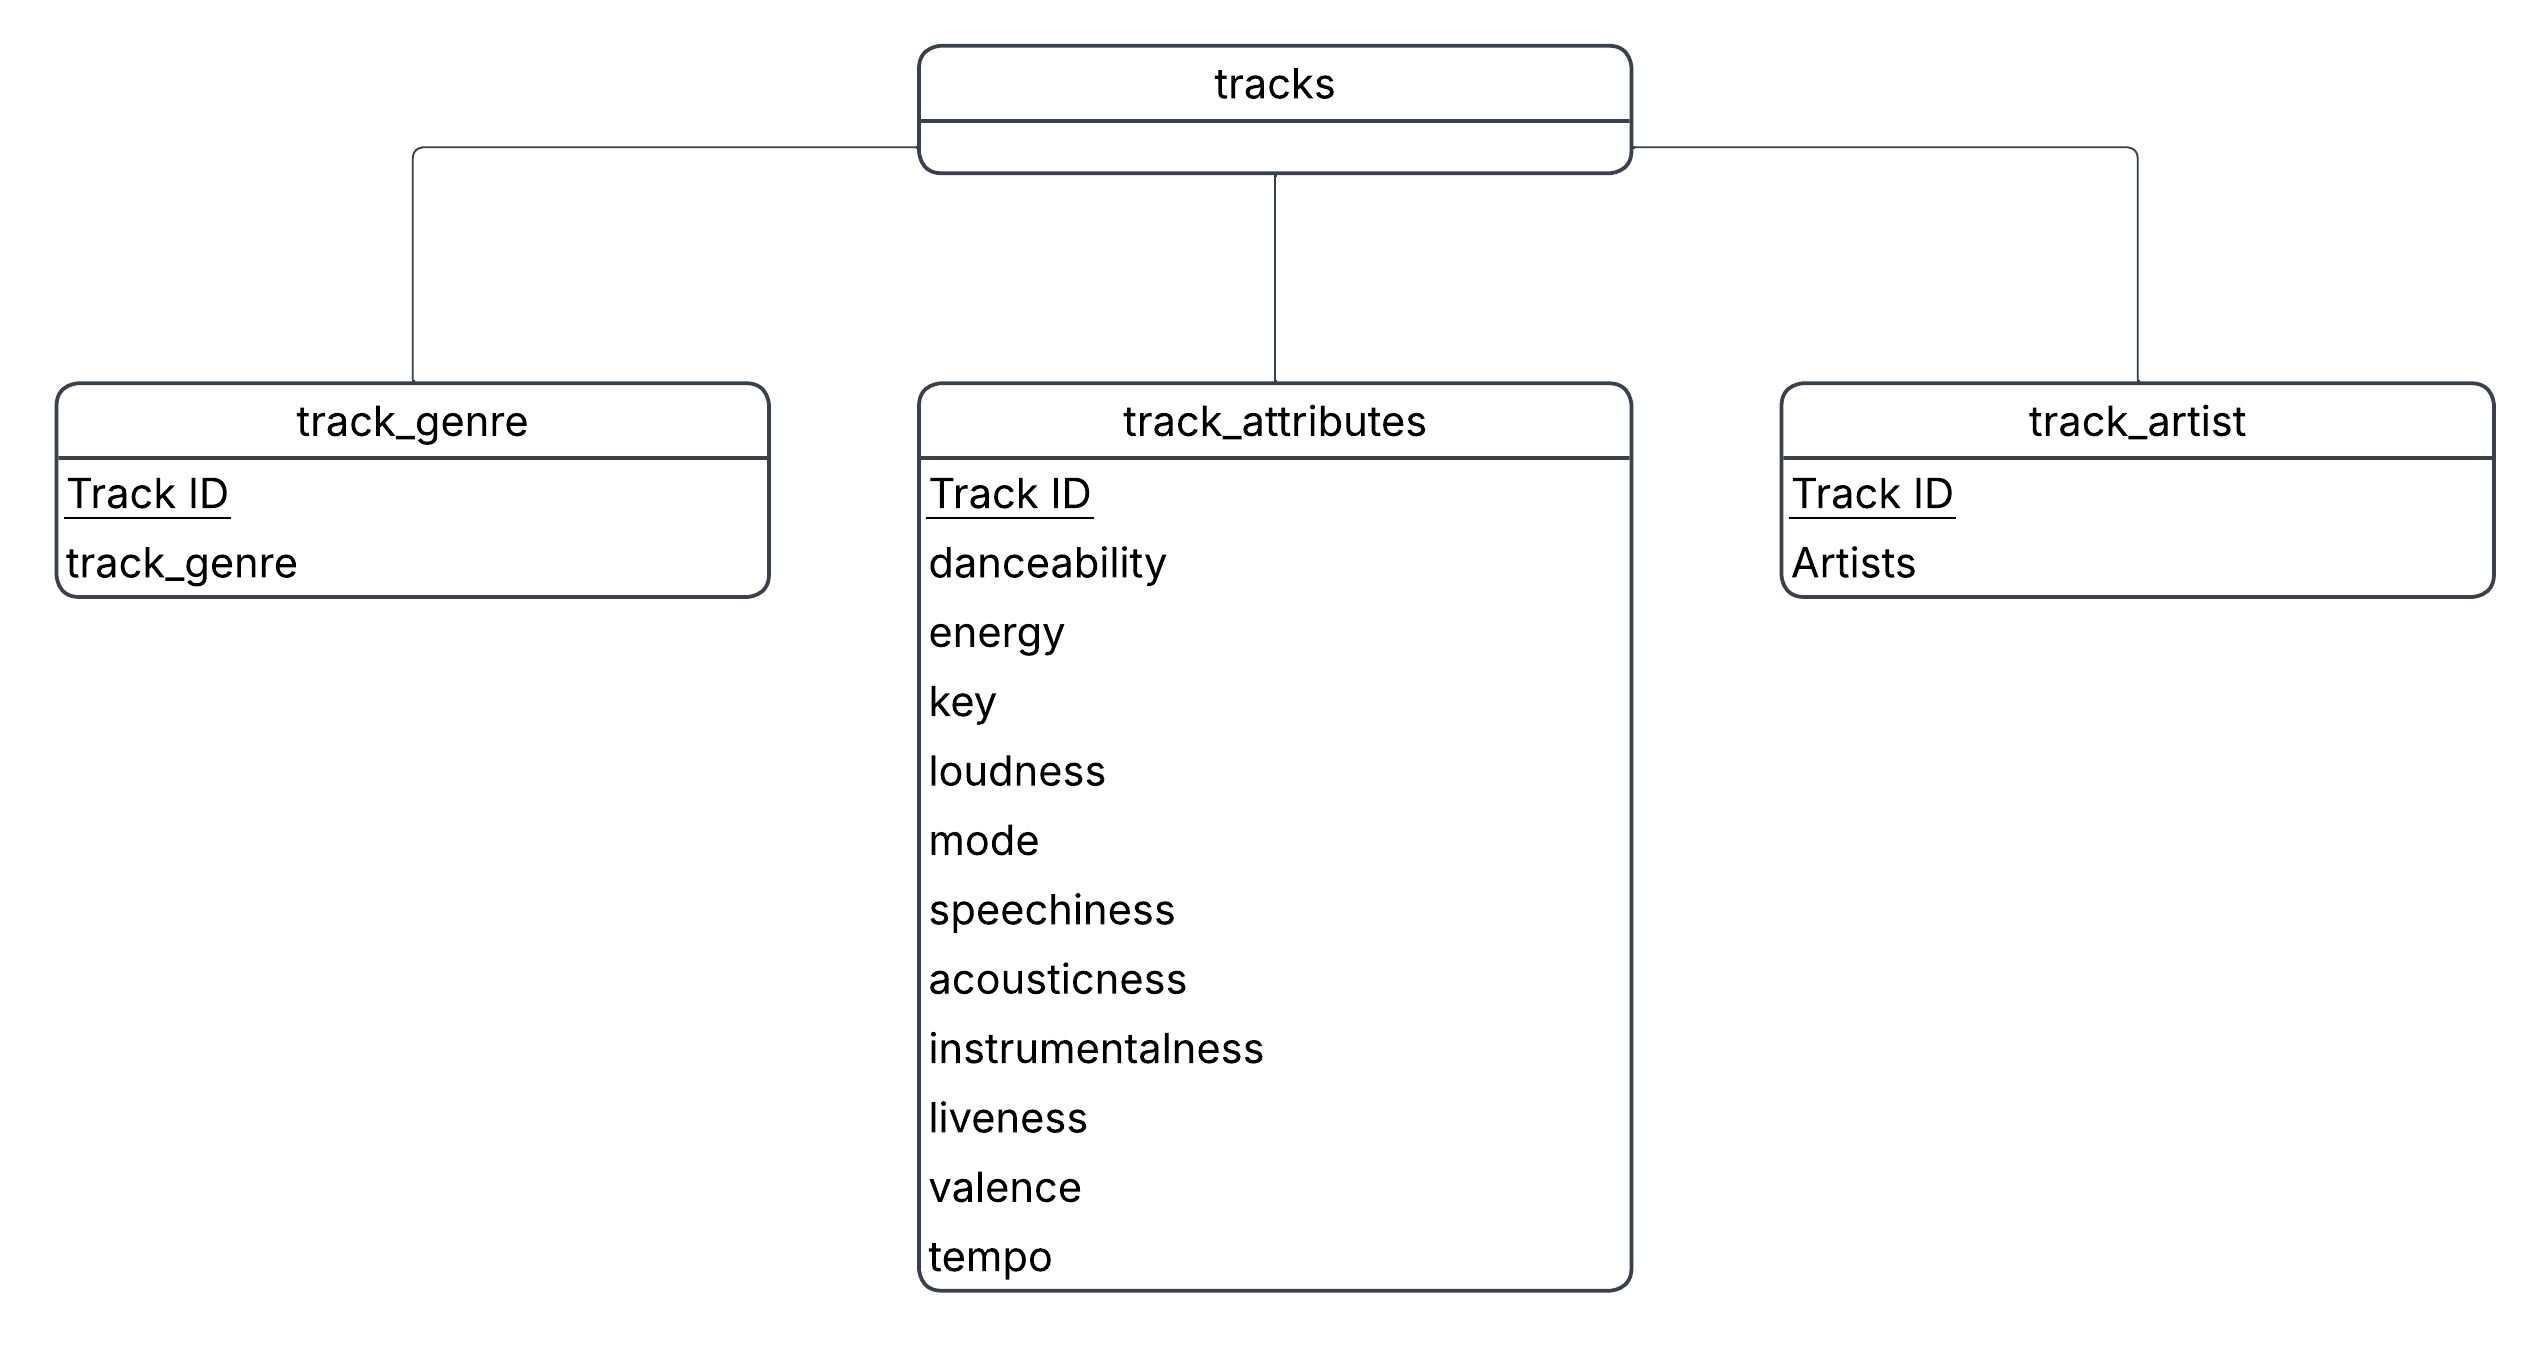 tracks
track_genre
Track ID
track_genre
track_attributes
Track ID
danceability
energy
key
loudness
mode
speechiness
acousticness
instrumentalness
liveness
valence
tempo
track_artist
Track ID
Artists